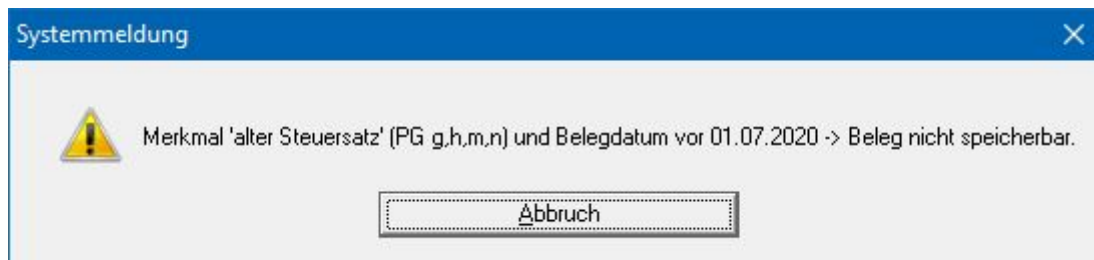 Systemmeldung
Merkmal 'alter Steuersatz' (PG g,h,m,n) und Belegdatum vor 01.07.2020 -> Beleg nicht speicherbar.
Abbruch